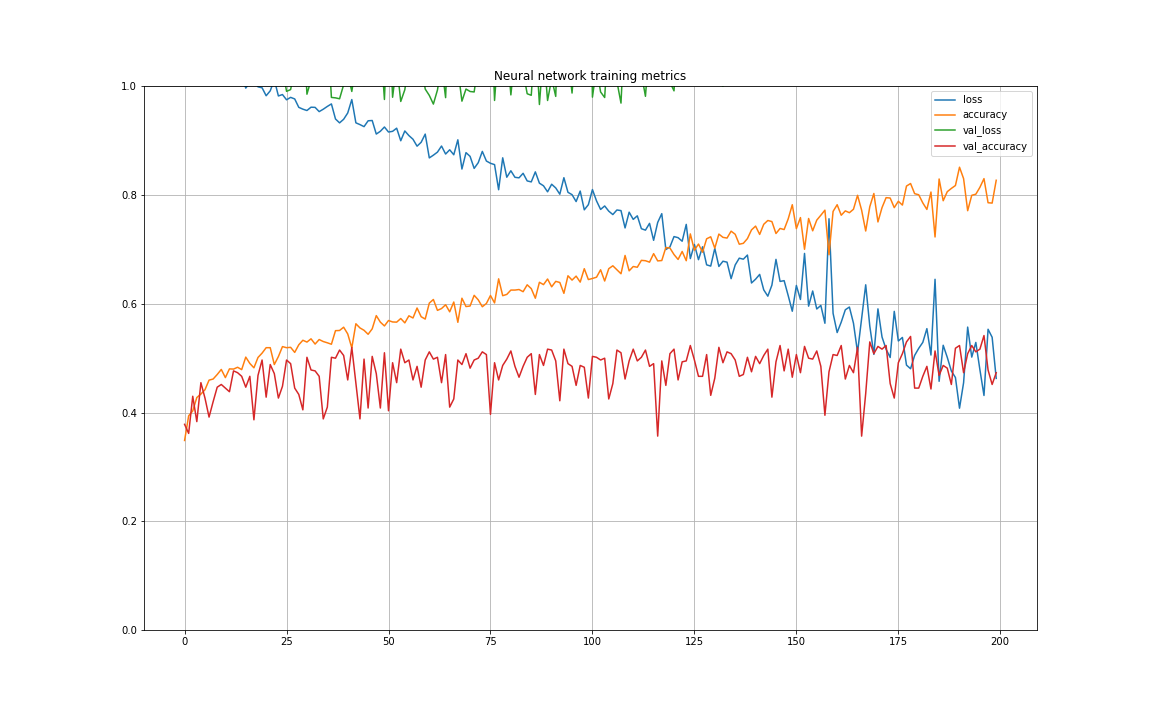 Neural network training metrics
1.0
0.8
0.6
0.4
0.2
0.0
0 25 50 75 100 125 150 175 200
loss
accuracy
val_loss
val_accuracy